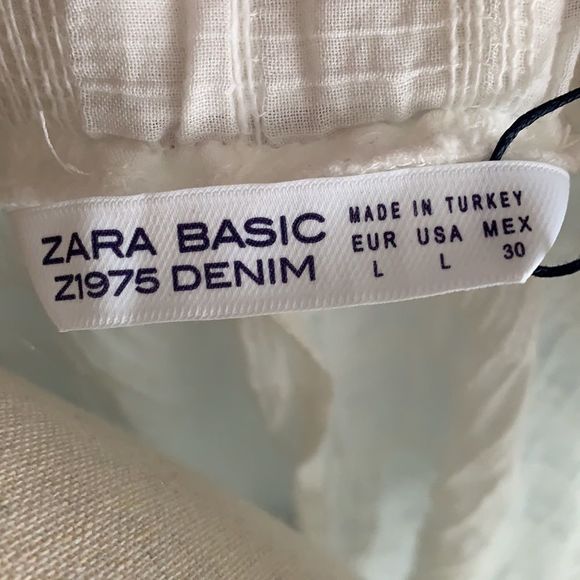 ZARA BASIC
Z1975 DENIM
MADE IN TURKEY
EUR USA MEX
L L 30